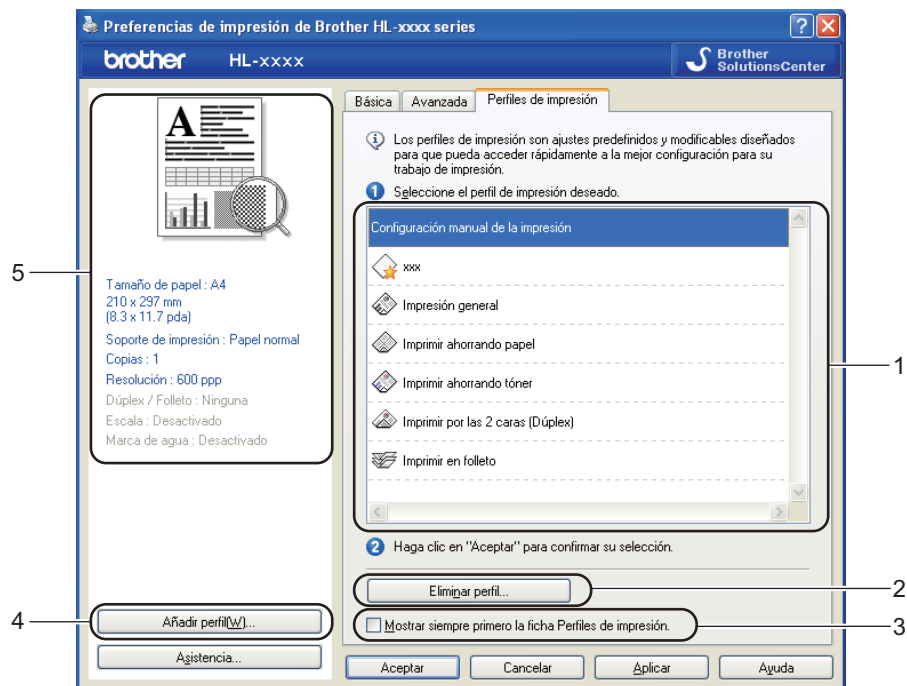 Preferencias de impresión de Brother HL-xxxx series
brother HL-xxxx
Brother
SolutionsCenter
A
Tamaño de papel : A4
210 x 297 mm
(8.3 x 11.7 pda)
Soporte de impresión : Papel normal
Copias : 1
Resolución : 600 ppp
Dúplex / Folleto : Ninguna
Escala : Desactivado
Marca de agua : Desactivado
5
Añadir perfil(W)...
4
Asistencia...
Básica Avanzada Perfiles de impresión
Los perfiles de impresión son ajustes predefinidos y modificables diseñados
para que pueda acceder rápidamente a la mejor configuración para su
trabajo de impresión.
1 Seleccione el perfil de impresión deseado.
Configuración manual de la impresión
xxx
Impresión general
Imprimir ahorrando papel
Imprimir ahorrando tóner
Imprimir por las 2 caras (Dúplex)
Imprimir en folleto
1
2 Haga clic en "Aceptar" para confirmar su selección.
Eliminar perfil...
2
Mostrar siempre primero la ficha Perfiles de impresión.
3
Aceptar Cancelar Aplicar Ayuda